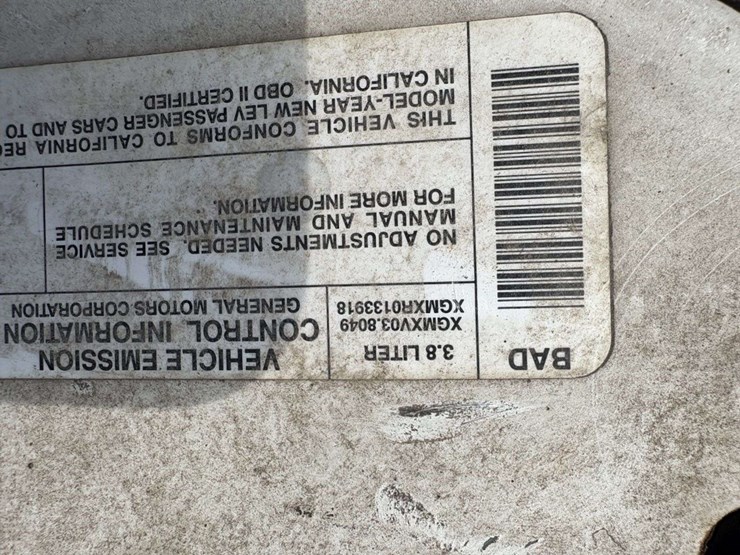 BAD
3.8 LITER
XGMXV03.8049
XGMXR0133918
VEHICLE EMISSION
CONTROL INFORMATION
GENERAL MOTORS CORPORATION
NO ADJUSTMENTS NEEDED. SEE SERVICE
MANUAL AND MAINTENANCE SCHEDULE
FOR MORE INFORMATION.
THIS VEHICLE CONFORMS TO CALIFORNIA
MODEL-YEAR NEW LEV PASSENGER CARS AND TO
IN CALIFORNIA. OBD II CERTIFIED.